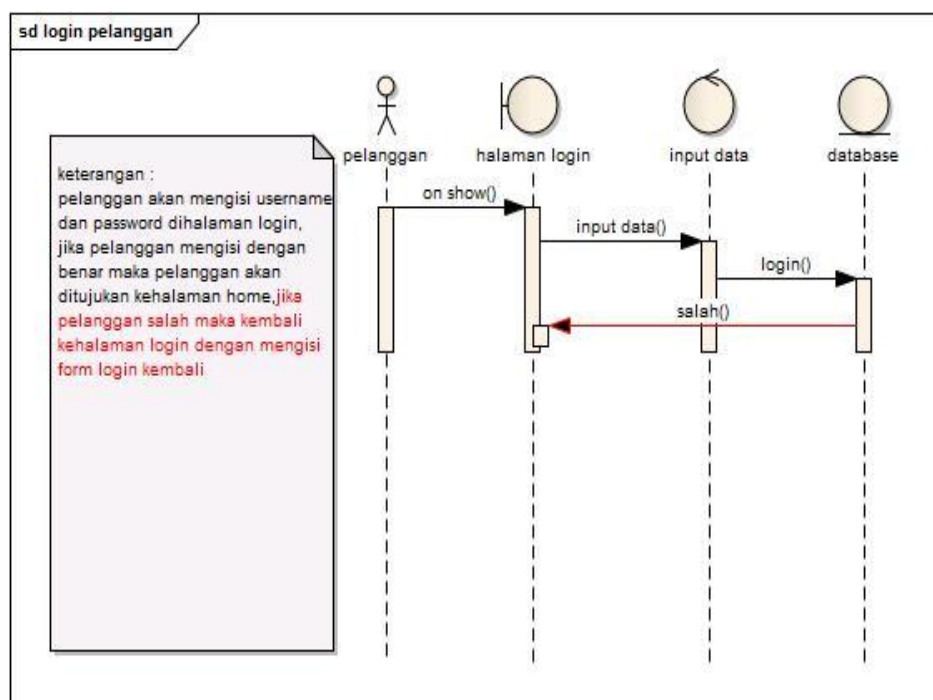 sd login pelanggan
pelanggan
halaman login
input data
database
keterangan :
pelanggan akan mengisi username
dan password dihalaman login,
jika pelanggan mengisi dengan
benar maka pelanggan akan
ditujukan kehalaman home,jika
pelanggan salah maka kembali
kehalaman login dengan mengisi
form login kembali
on show()
input data()
login()
salah()